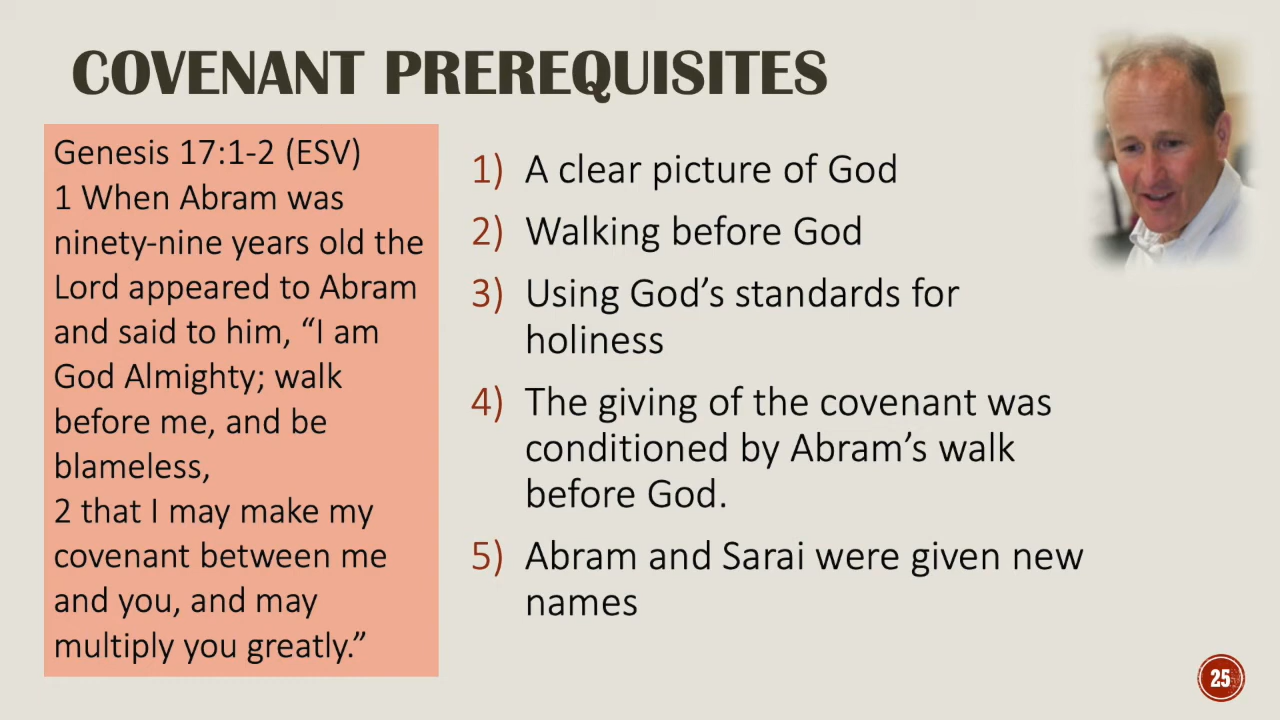 COVENANT PREREQUISITES
Genesis 17:1-2 (ESV)
1 When Abram was
ninety-nine years old the
Lord appeared to Abram
and said to him, “I am
God Almighty; walk
before me, and be
blameless,
2 that I may make my
covenant between me
and you, and may
multiply you greatly.”
1) A clear picture of God
2) Walking before God
3) Using God’s standards for
holiness
4) The giving of the covenant was
conditioned by Abram’s walk
before God.
5) Abram and Sarai were given new
names
25